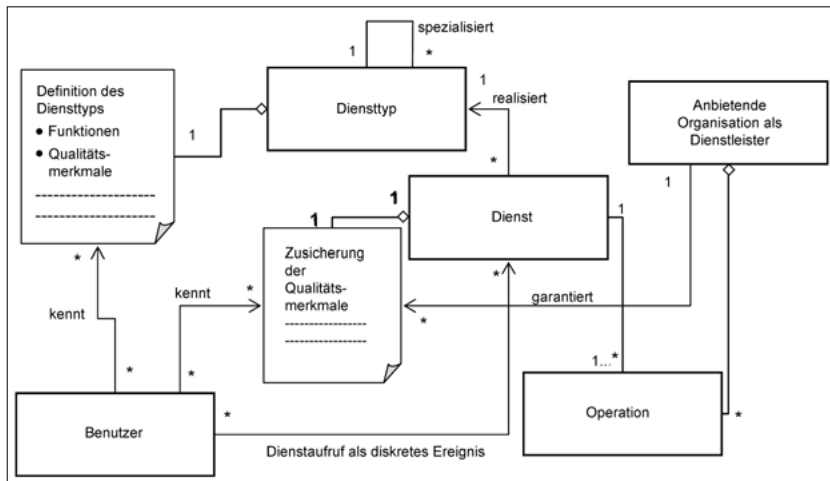 spezialisiert
1
*
Definition des
Diensttyps
● Funktionen
● Qualitäts-
merkmale
1
Diensttyp
1
realisiert
*
Anbietende
Organisation als
Dienstleister
1
1
1
Dienst
1
*
Zusicherung
der
Qualitäts-
merkmale
*
kennt
*
kennt
*
garantiert
*
*
*
1...*
Benutzer
*
Dienstaufruf als diskretes Ereignis
Operation
*